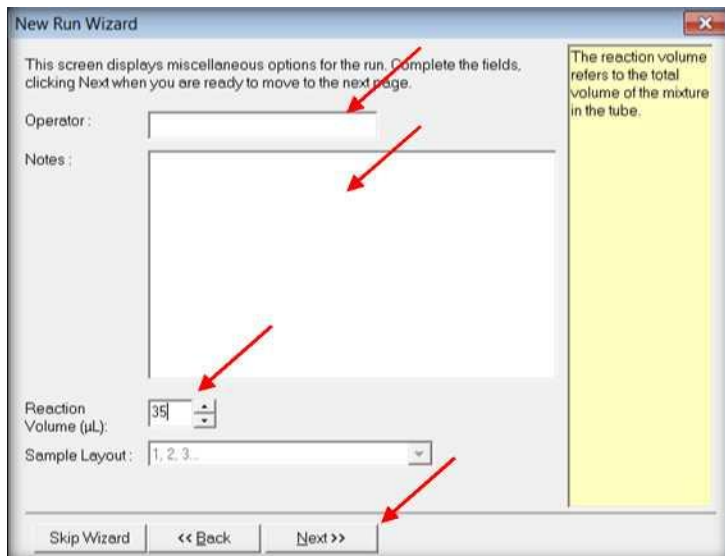 New Run Wizard
This screen displays miscellaneous options for the run. Complete the fields,
clicking Next when you are ready to move to the next page.
The reaction volume
refers to the total
volume of the mixture
in the tube.
Operator :
Notes :
Reaction
Volume (µL):
35
Sample Layout :
1, 2, 3...
Skip Wizard
<< Back
Next >>